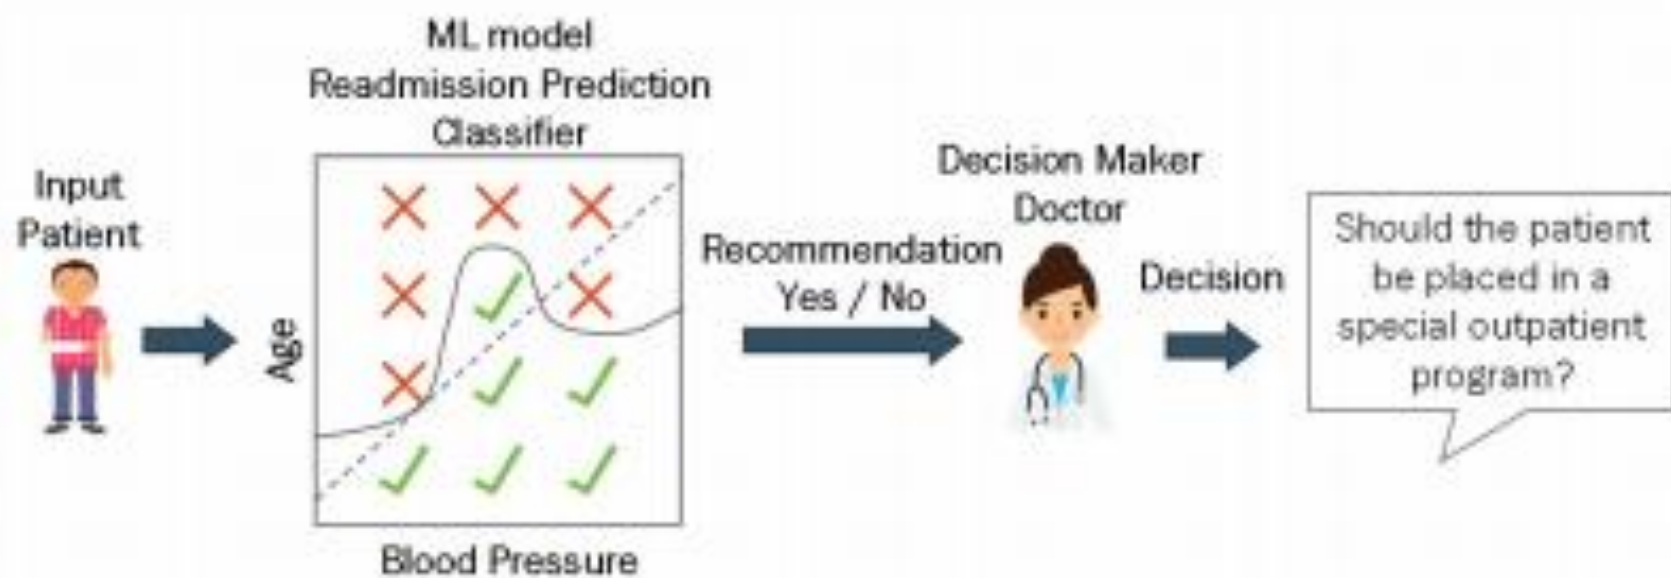 ML model
Readmission Prediction
Classifier
Input
Patient
Age
Blood Pressure
Recommendation
Yes / No
Decision Maker
Doctor
Decision
Should the patient
be placed in a
special outpatient
program?